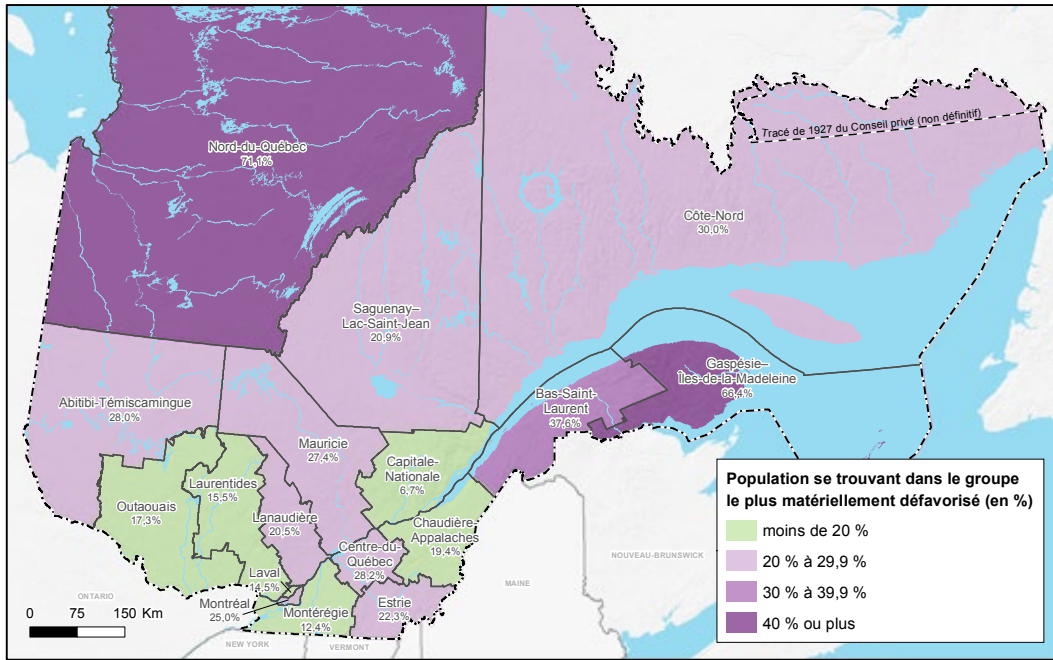 Tracé de 1927 du Conseil privé (non définitif)
Nord-du-Québec
71,1%
Côte-Nord
30,0%
Saguenay–
Lac-Saint-Jean
20,9%
Gaspésie–
Îles-de-la-Madeleine
66,4%
Bas-Saint-
Laurent
37,6%
Abitibi-Témiscamingue
28,0%
Mauricie
27,4%
Capitale-
Nationale
6,7%
Laurentides
15,5%
Outaouais
17,3%
Lanaudière
20,5%
Chaudière-
Appalaches
19,4%
Centre-du-
Québec
28,2%
Laval
14,5%
Montréal
25,0%
Montérégie
12,4%
Estrie
22,3%
ONTARIO
NEW YORK
VERMONT
MAINE
NOUVEAU-BRUNSWICK
0 75 150 Km
Population se trouvant dans le groupe
le plus matériellement défavorisé (en %)
moins de 20 %
20 % à 29,9 %
30 % à 39,9 %
40 % ou plus